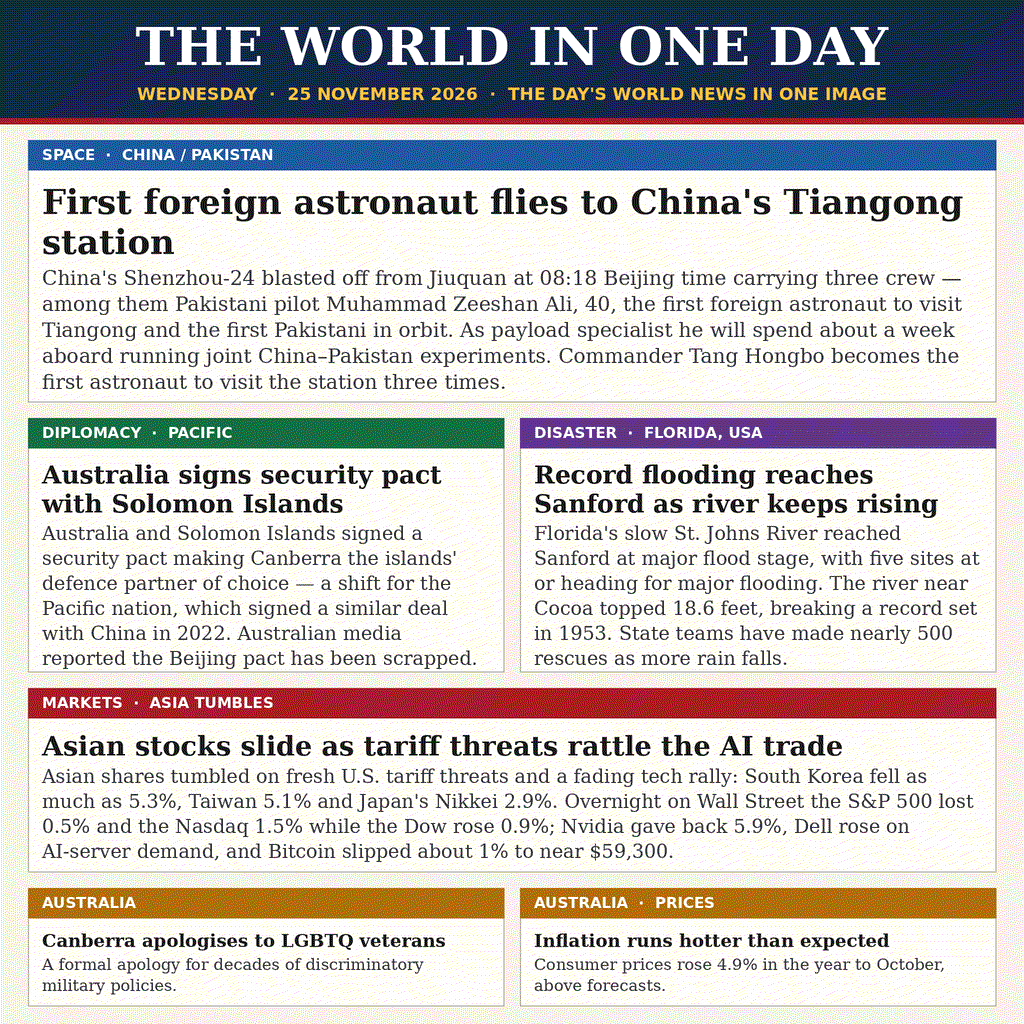 THE WORLD IN ONE DAY
WEDNESDAY · 25 NOVEMBER 2026 · THE DAY'S WORLD NEWS IN ONE IMAGE
SPACE · CHINA / PAKISTAN
First foreign astronaut flies to China's Tiangong
station
China's Shenzhou-24 blasted off from Jiuquan at 08:18 Beijing time carrying three crew —
among them Pakistani pilot Muhammad Zeeshan Ali, 40, the first foreign astronaut to visit
Tiangong and the first Pakistani in orbit. As payload specialist he will spend about a week
aboard running joint China–Pakistan experiments. Commander Tang Hongbo becomes the
first astronaut to visit the station three times.
DIPLOMACY · PACIFIC
Australia signs security pact
with Solomon Islands
Australia and Solomon Islands signed a
security pact making Canberra the islands'
defence partner of choice — a shift for the
Pacific nation, which signed a similar deal
with China in 2022. Australian media
reported the Beijing pact has been scrapped.
DISASTER · FLORIDA, USA
Record flooding reaches
Sanford as river keeps rising
Florida's slow St. Johns River reached
Sanford at major flood stage, with five sites at
or heading for major flooding. The river near
Cocoa topped 18.6 feet, breaking a record set
in 1953. State teams have made nearly 500
rescues as more rain falls.
MARKETS · ASIA TUMBLES
Asian stocks slide as tariff threats rattle the AI trade
Asian shares tumbled on fresh U.S. tariff threats and a fading tech rally: South Korea fell as
much as 5.3%, Taiwan 5.1% and Japan's Nikkei 2.9%. Overnight on Wall Street the S&P 500 lost
0.5% and the Nasdaq 1.5% while the Dow rose 0.9%; Nvidia gave back 5.9%, Dell rose on
AI-server demand, and Bitcoin slipped about 1% to near $59,300.
AUSTRALIA
Canberra apologises to LGBTQ veterans
A formal apology for decades of discriminatory
military policies.
AUSTRALIA · PRICES
Inflation runs hotter than expected
Consumer prices rose 4.9% in the year to October,
above forecasts.